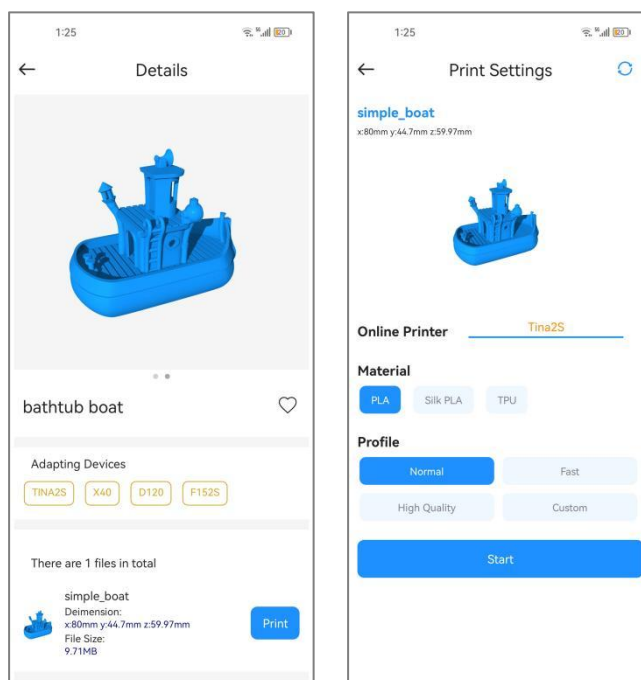 1:25
20
Details
bathtub boat
Adapting Devices
TINA2S X40 D120 F152S
There are 1 files in total
simple_boat
Deimension:
x:80mm y:44.7mm z:59.97mm
File Size:
9.71MB
Print
1:25
20
Print Settings
simple_boat
x:80mm y:44.7mm z:59.97mm
Online Printer Tina2S
Material
PLA Silk PLA TPU
Profile
Normal Fast
High Quality Custom
Start